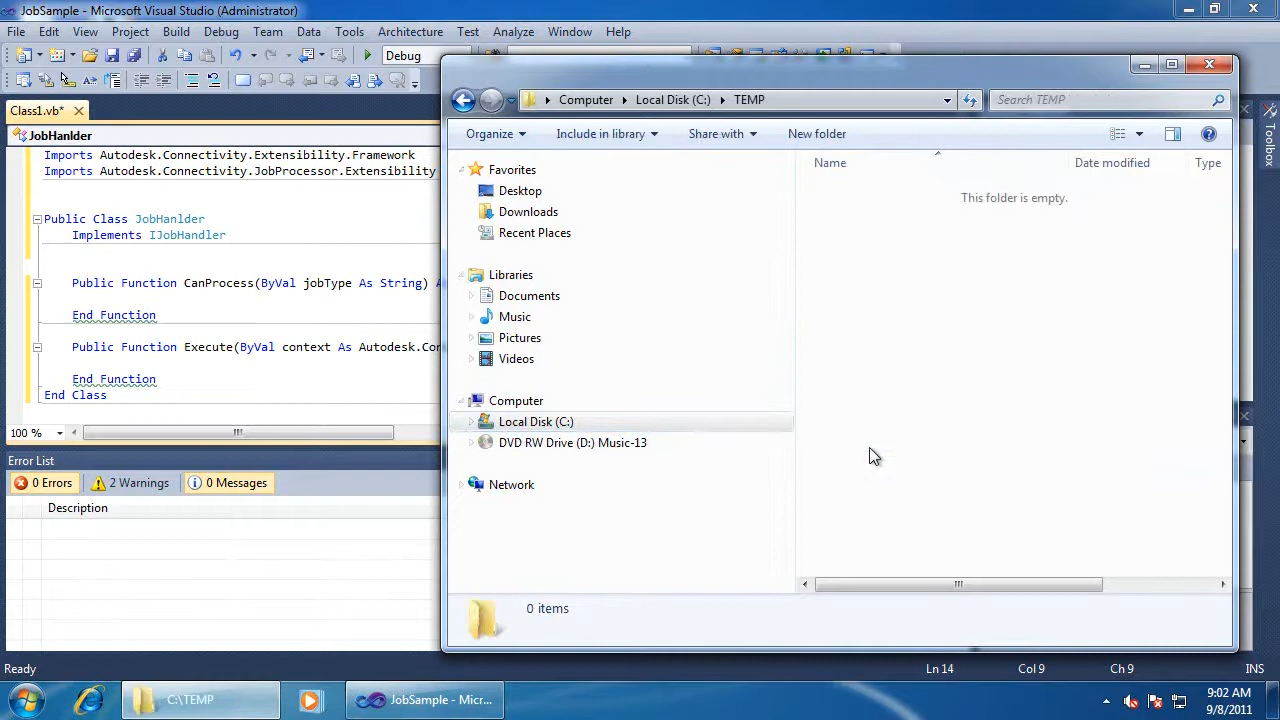 JobSample - Microsoft Visual Studio (Administrator)
File Edit View Project Build Debug Team Data Tools Architecture Test Analyze Window Help
Debug
Class1.vb*
JobHanlder
Imports Autodesk.Connectivity.Extensibility.Framework
Imports Autodesk.Connectivity.JobProcessor.Extensibility
Public Class JobHanlder
Implements IJobHandler
Public Function CanProcess(ByVal jobType As String) A
End Function
Public Function Execute(ByVal context As Autodesk.Co
End Function
End Class
100 %
Error List
0 Errors 2 Warnings 0 Messages
Description
Computer Local Disk (C:) TEMP
Search TEMP
Organize Include in library Share with New folder
Favorites
Desktop
Downloads
Recent Places
Libraries
Documents
Music
Pictures
Videos
Computer
Local Disk (C:)
DVD RW Drive (D:) Music-13
Network
Name Date modified Type
This folder is empty.
0 items
Toolbox
Ready Ln 14 Col 9 Ch 9 INS
C:\TEMP
JobSample - Micr...
9:02 AM
9/8/2011